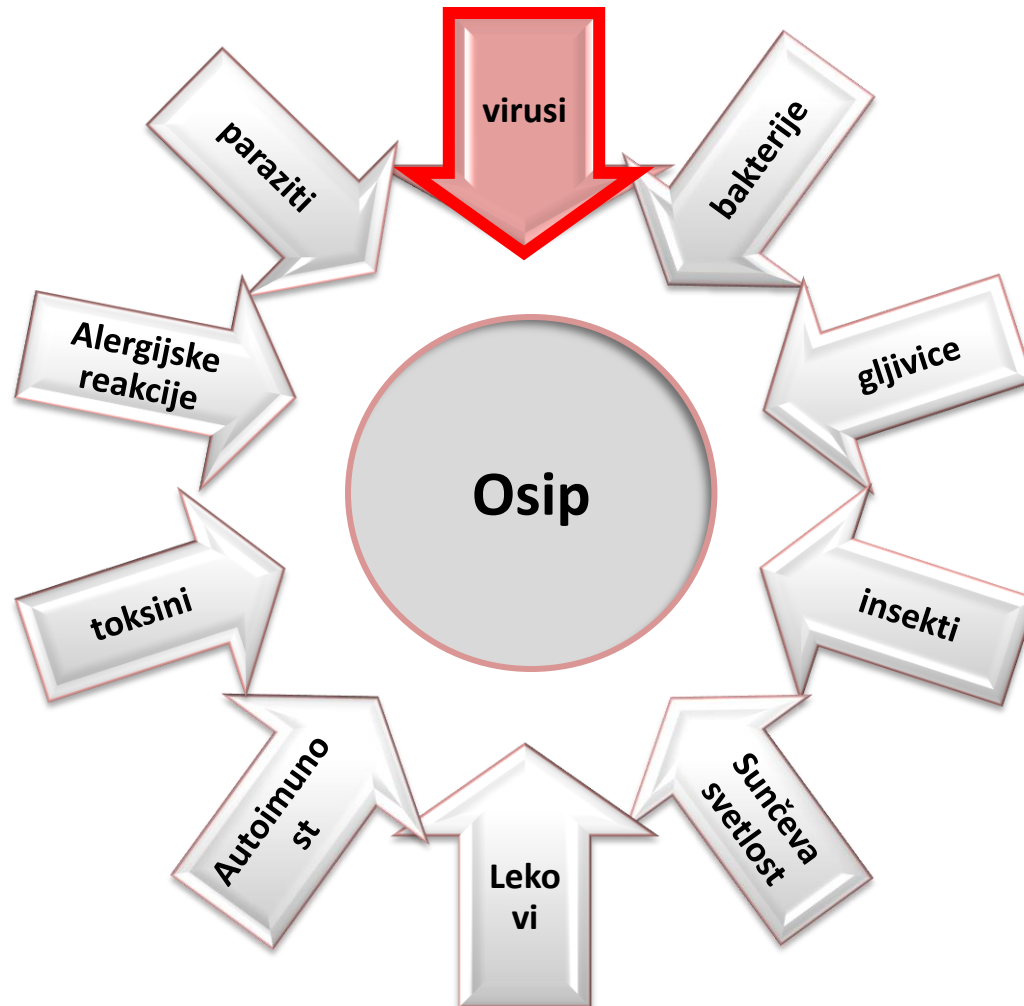 virusi
bakterije
gljivice
insekti
Sunčeva
svetlost
Leko
vi
Autoimuno
st
toksini
Alergijske
reakcije
paraziti
Osip